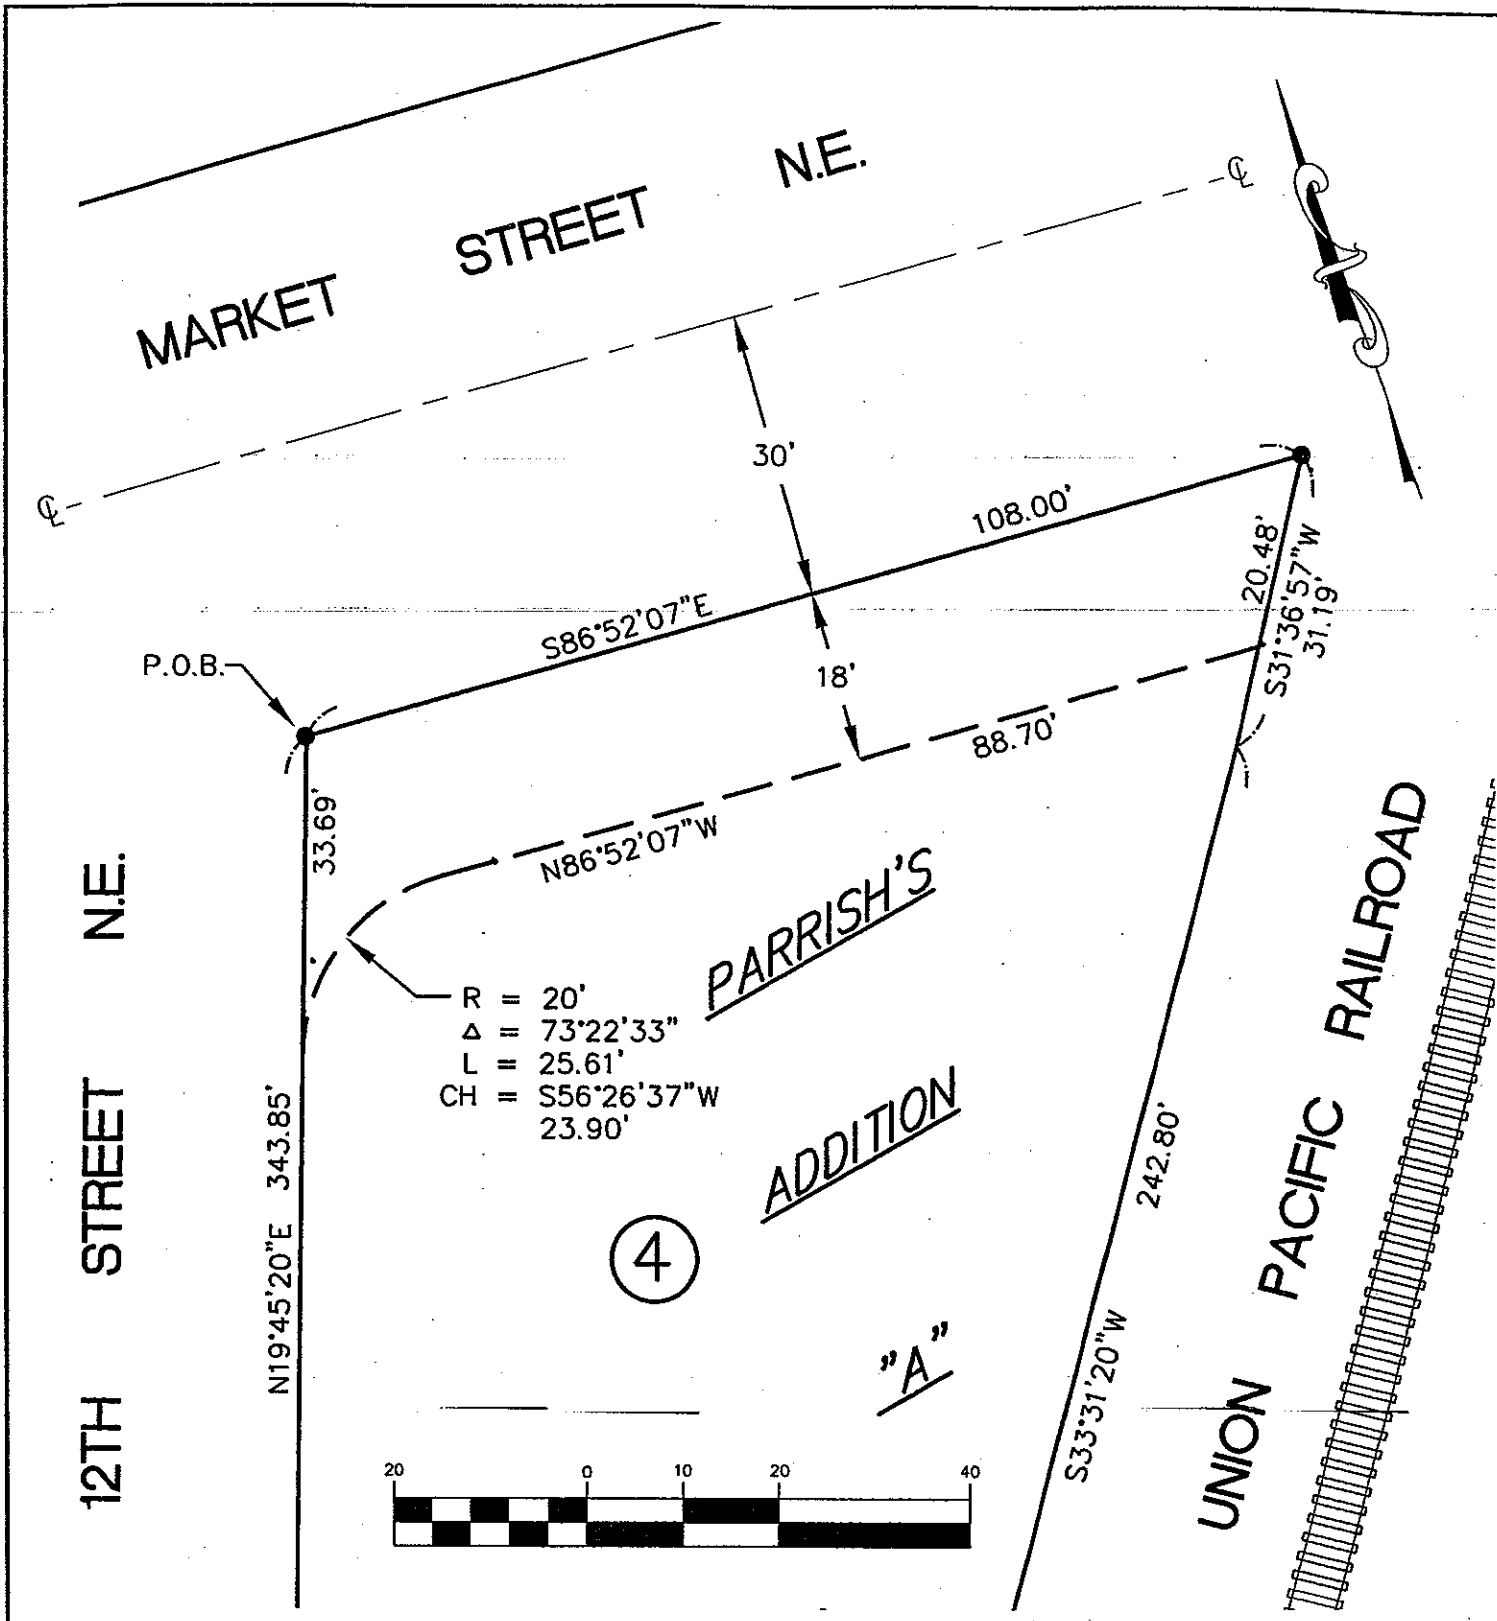 MARKET STREET N.E.
℄
℄
30'
108.00'
S86°52'07"E
20.48'
S31°36'57"W
31.19'
P.O.B.
18'
88.70'
33.69'
N86°52'07"W
12TH STREET N.E.
PARRISH'S
ADDITION
"A"
R = 20'
Δ = 73°22'33"
L = 25.61'
CH = S56°26'37"W
23.90'
N19°45'20"E 343.85'
4
242.80'
S33°31'20"W
UNION PACIFIC RAILROAD
20 0 10 20 40